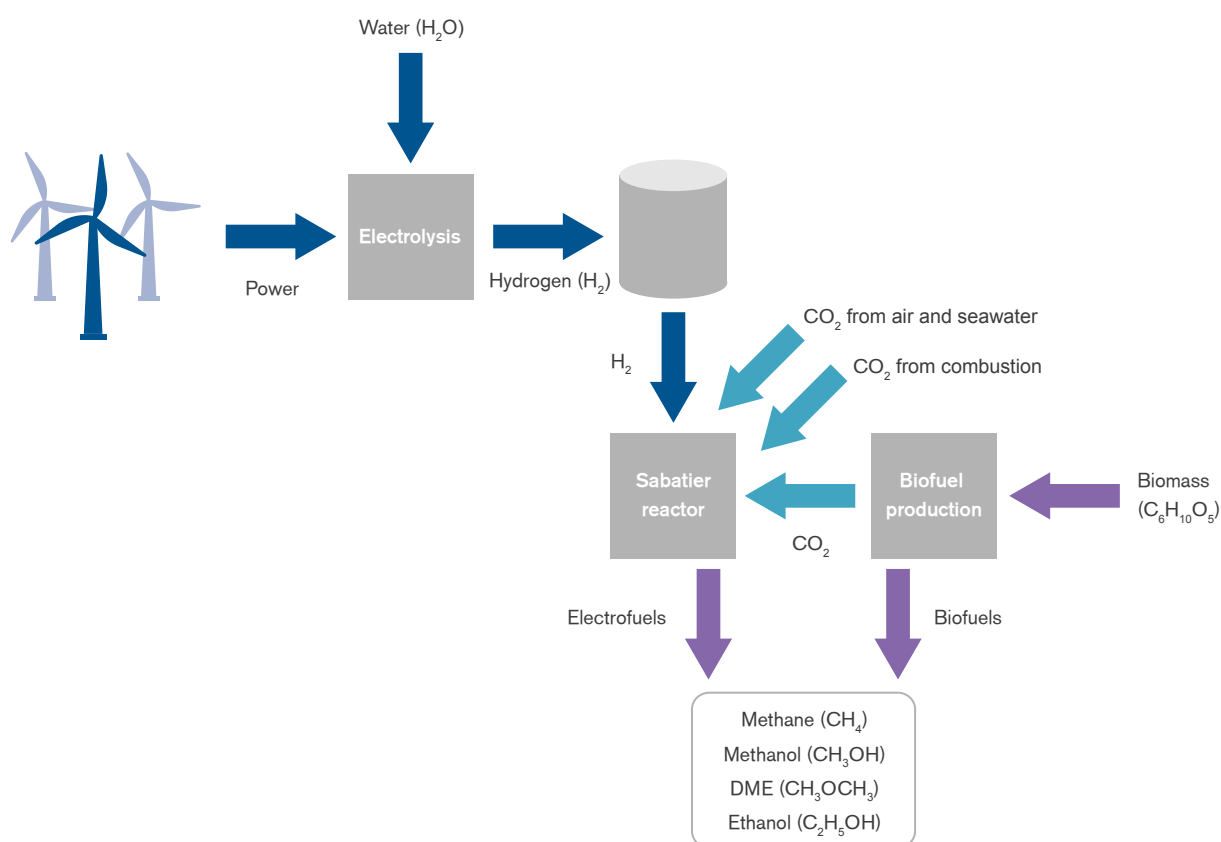 Water (H₂O)
Electrolysis
Power
Hydrogen (H₂)
CO₂ from air and seawater
H₂
CO₂ from combustion
Sabatier
reactor
Biofuel
production
Biomass
(C₆H₁₀O₅)
CO₂
Electrofuels
Biofuels
Methane (CH₄)
Methanol (CH₃OH)
DME (CH₃OCH₃)
Ethanol (C₂H₅OH)